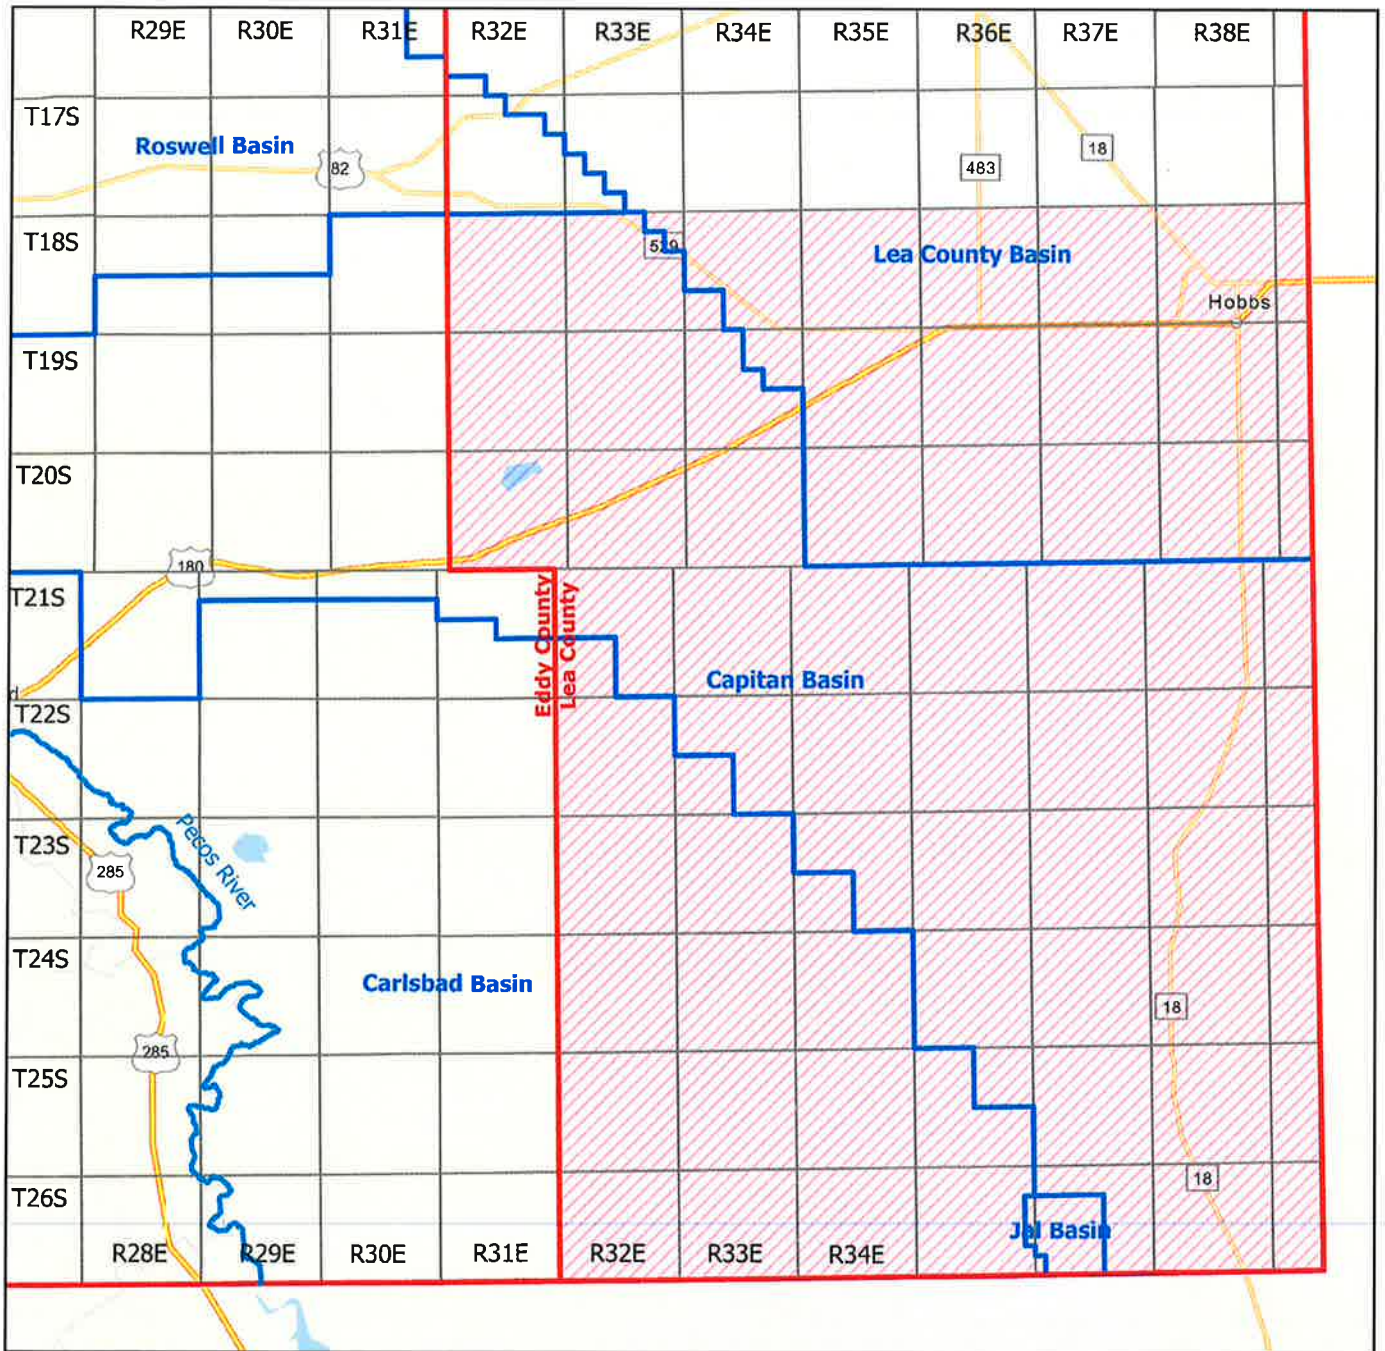 R29E R30E R31E R32E R33E R34E R35E R36E R37E R38E
T17S
Roswell Basin
82
483
18
T18S
529
Lea County Basin
Hobbs
T19S
T20S
180
T21S
Eddy County
Lea County
Capitan Basin
d
T22S
Pecos River
T23S
285
T24S
Carlsbad Basin
18
285
T25S
18
T26S
Jal Basin
R28E R29E R30E R31E R32E R33E R34E